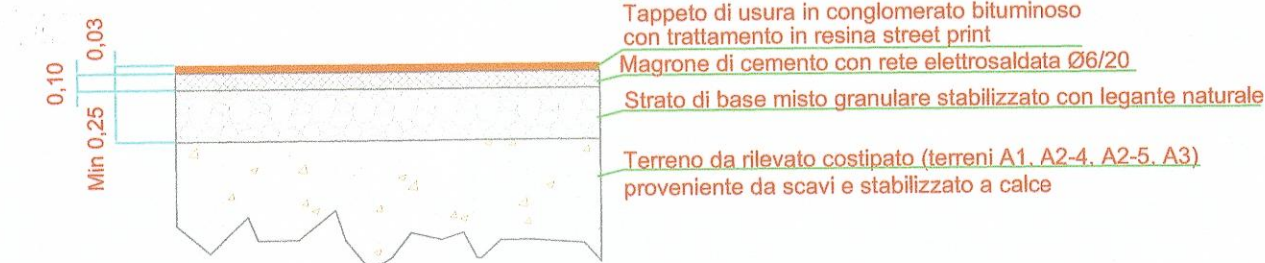 Tappeto di usura in conglomerato bituminoso
con trattamento in resina street print
Magrone di cemento con rete elettrosaldata Ø6/20
Strato di base misto granulare stabilizzato con legante naturale
Terreno da rilevato costipato (terreni A1, A2-4, A2-5, A3)
proveniente da scavi e stabilizzato a calce
0,03
0,10
Min 0,25